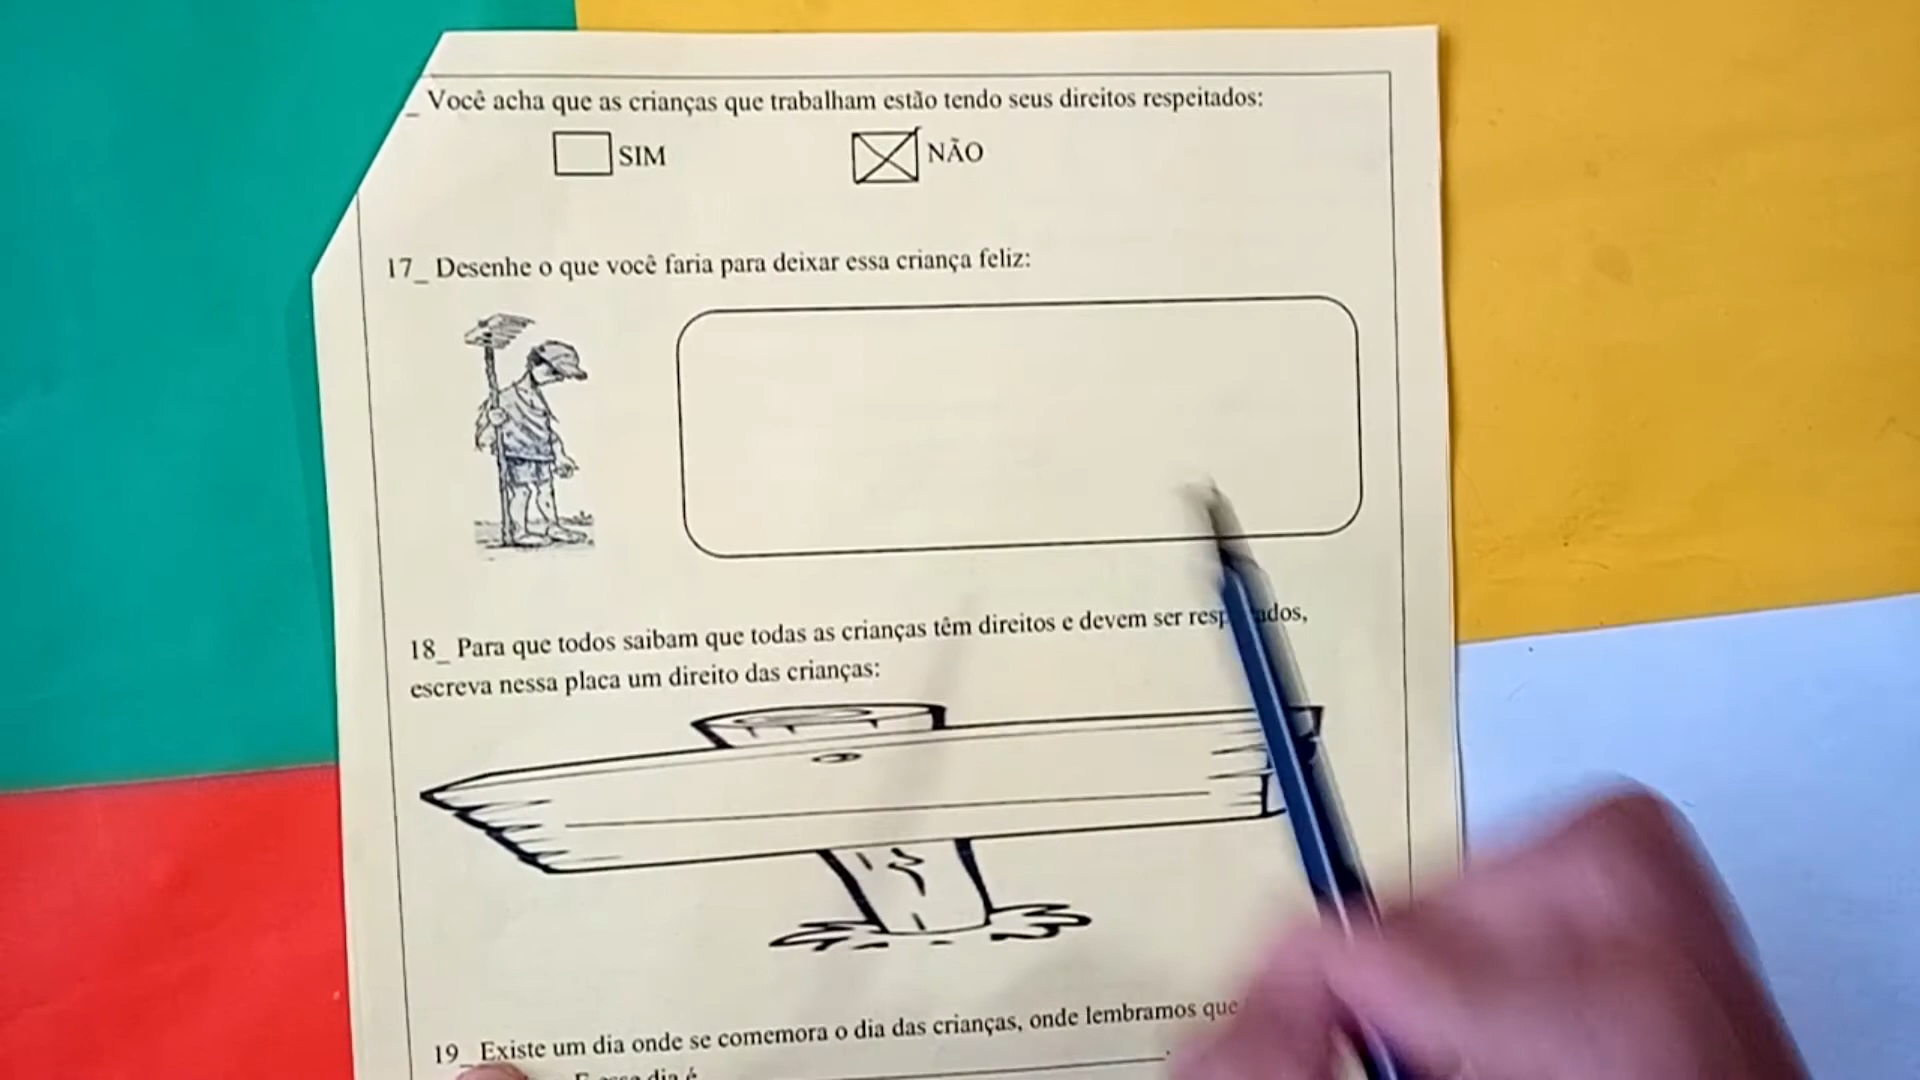 _ Você acha que as crianças que trabalham estão tendo seus direitos respeitados:
SIM NÃO
17_ Desenhe o que você faria para deixar essa criança feliz:
18_ Para que todos saibam que todas as crianças têm direitos e devem ser
escreva nessa placa um direito das crianças:
19_ Existe um dia onde se comemora o dia das crianças, onde lembramos que
dia é